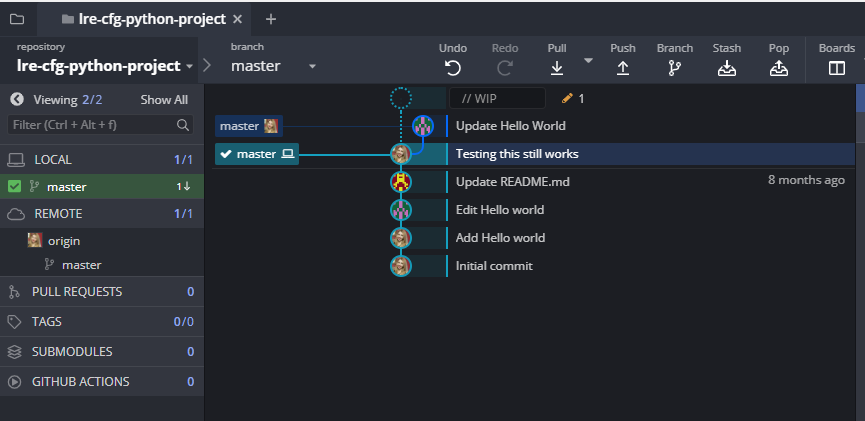 lre-cfg-python-project
repository
lre-cfg-python-project
branch
master
Undo
Redo
Pull
Push
Branch
Stash
Pop
Boards
Viewing 2/2
Show All
Filter (Ctrl + Alt + f)
LOCAL 1/1
master 1↓
REMOTE 1/1
origin
master
PULL REQUESTS 0
TAGS 0/0
SUBMODULES 0
GITHUB ACTIONS 0
// WIP 1
master Update Hello World
master Testing this still works
Update README.md 8 months ago
Edit Hello world
Add Hello world
Initial commit